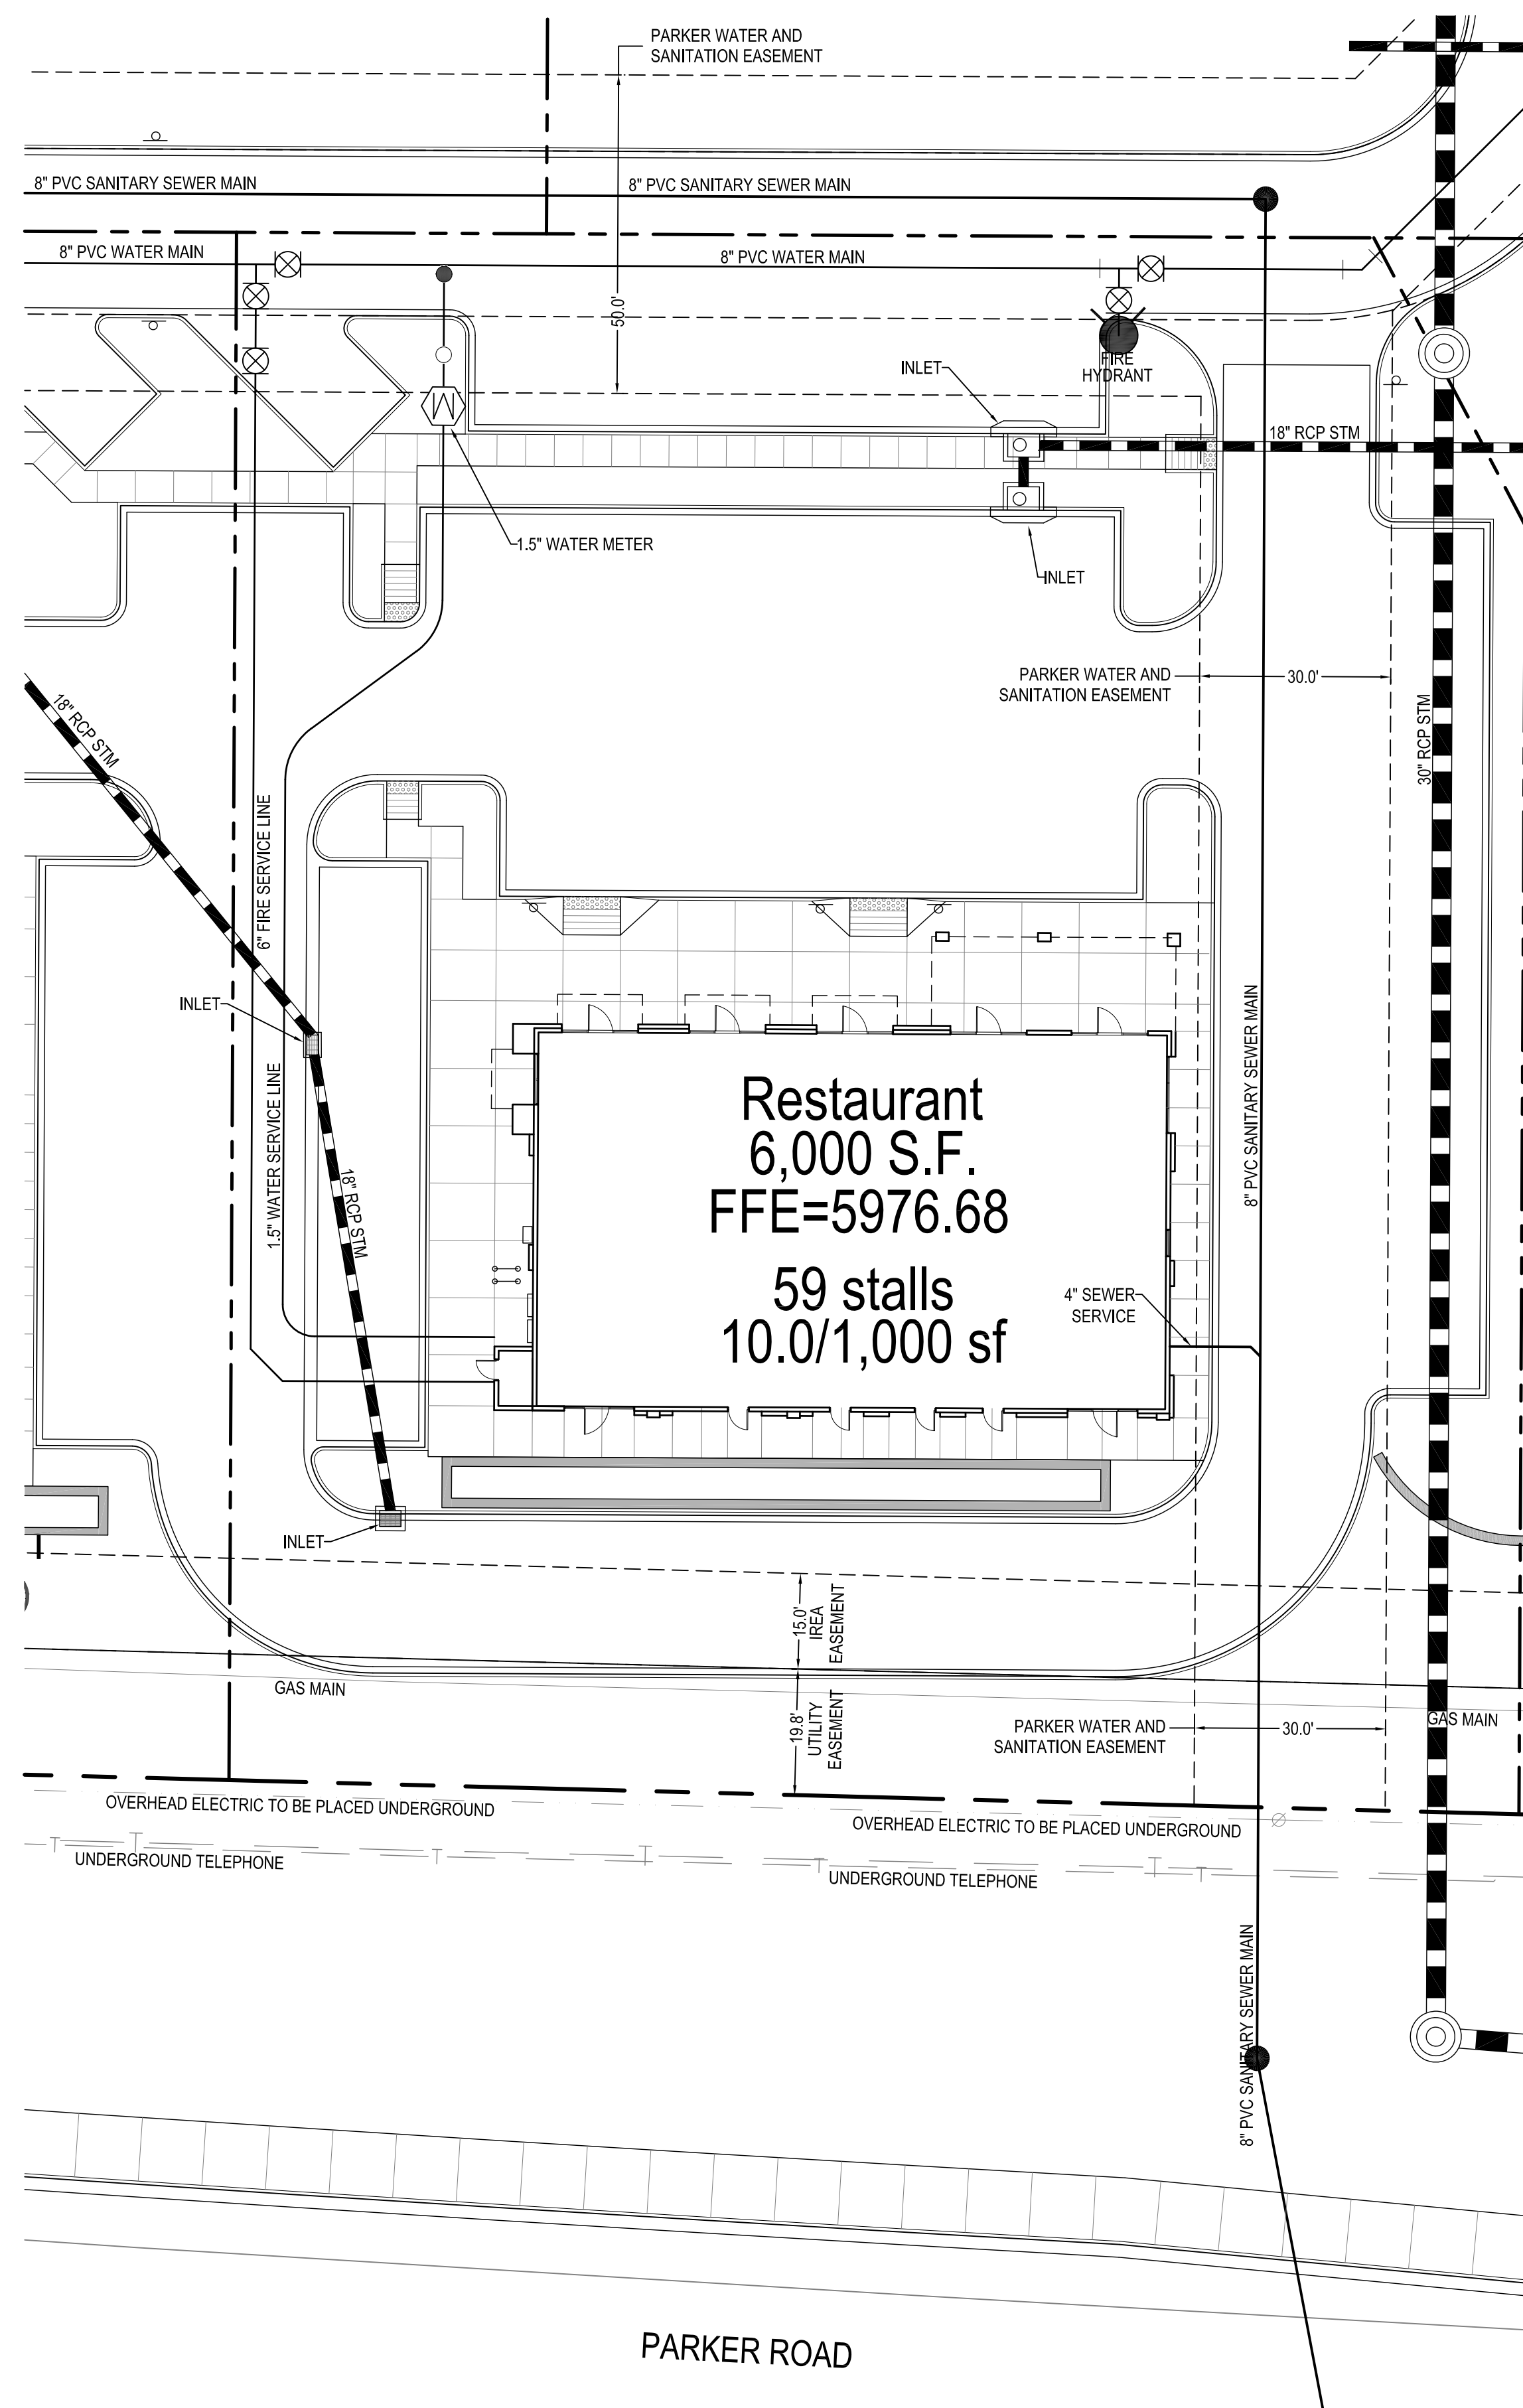 PARKER WATER AND
SANITATION EASEMENT
8" PVC SANITARY SEWER MAIN
8" PVC SANITARY SEWER MAIN
8" PVC WATER MAIN
8" PVC WATER MAIN
50.0'
FIRE
HYDRANT
INLET
18" RCP STM
W
1.5" WATER METER
INLET
PARKER WATER AND
SANITATION EASEMENT
30.0'
18" RCP STM
30" RCP STM
6" FIRE SERVICE LINE
INLET
8" PVC SANITARY SEWER MAIN
1.5" WATER SERVICE LINE
18" RCP STM
Restaurant
6,000 S.F.
FFE=5976.68
59 stalls
10.0/1,000 sf
4" SEWER
SERVICE
INLET
15.0'
IREA
EASEMENT
GAS MAIN
19.8'
UTILITY
EASEMENT
PARKER WATER AND
SANITATION EASEMENT
30.0'
GAS MAIN
OVERHEAD ELECTRIC TO BE PLACED UNDERGROUND
OVERHEAD ELECTRIC TO BE PLACED UNDERGROUND
UNDERGROUND TELEPHONE
UNDERGROUND TELEPHONE
8" PVC SANITARY SEWER MAIN
PARKER ROAD